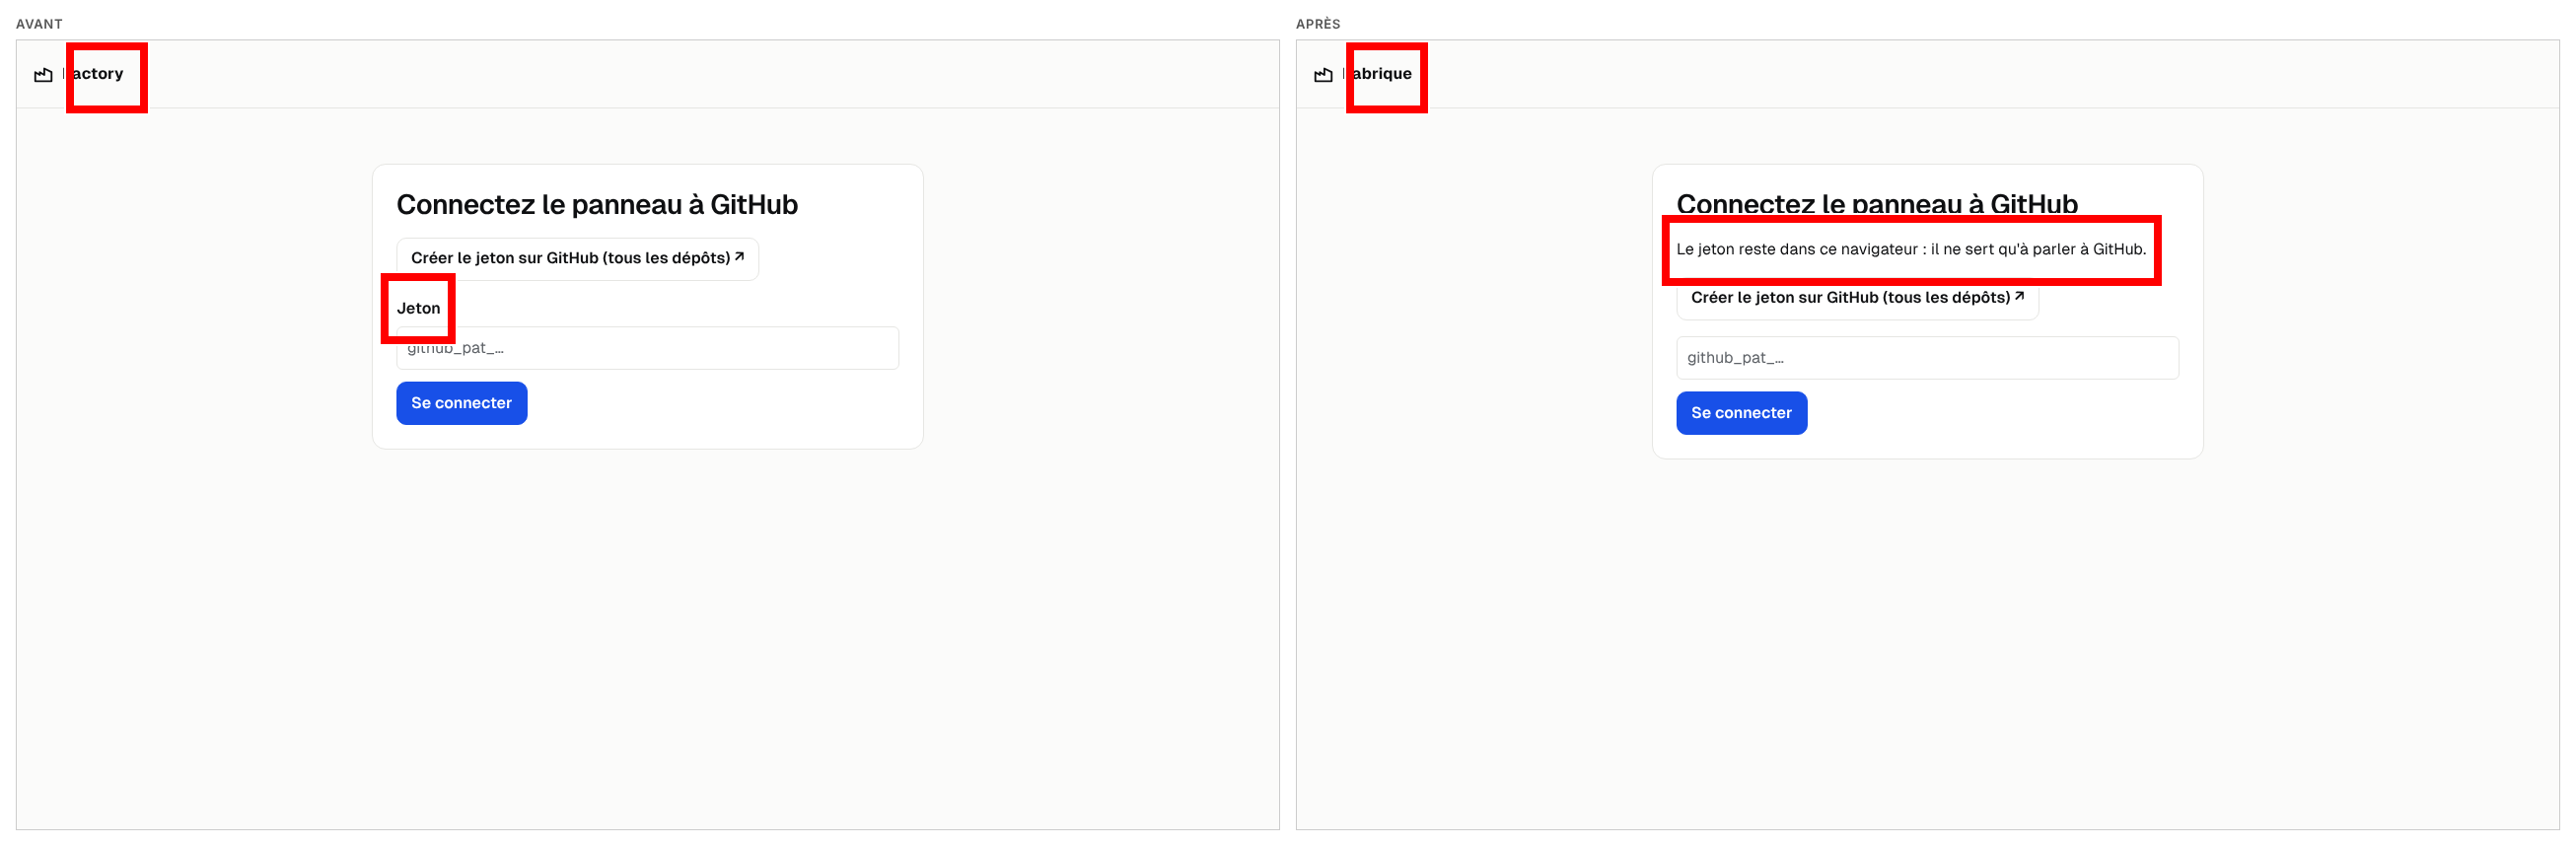 AVANT
Factory
Connectez le panneau à GitHub
Créer le jeton sur GitHub (tous les dépôts) ↗
Jeton
github_pat_…
Se connecter
APRÈS
Fabrique
Connectez le panneau à GitHub
Le jeton reste dans ce navigateur : il ne sert qu'à parler à GitHub.
Créer le jeton sur GitHub (tous les dépôts) ↗
github_pat_…
Se connecter